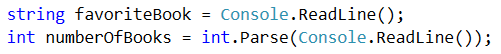 string favoriteBook = Console.ReadLine();
int numberOfBooks = int.Parse(Console.ReadLine());